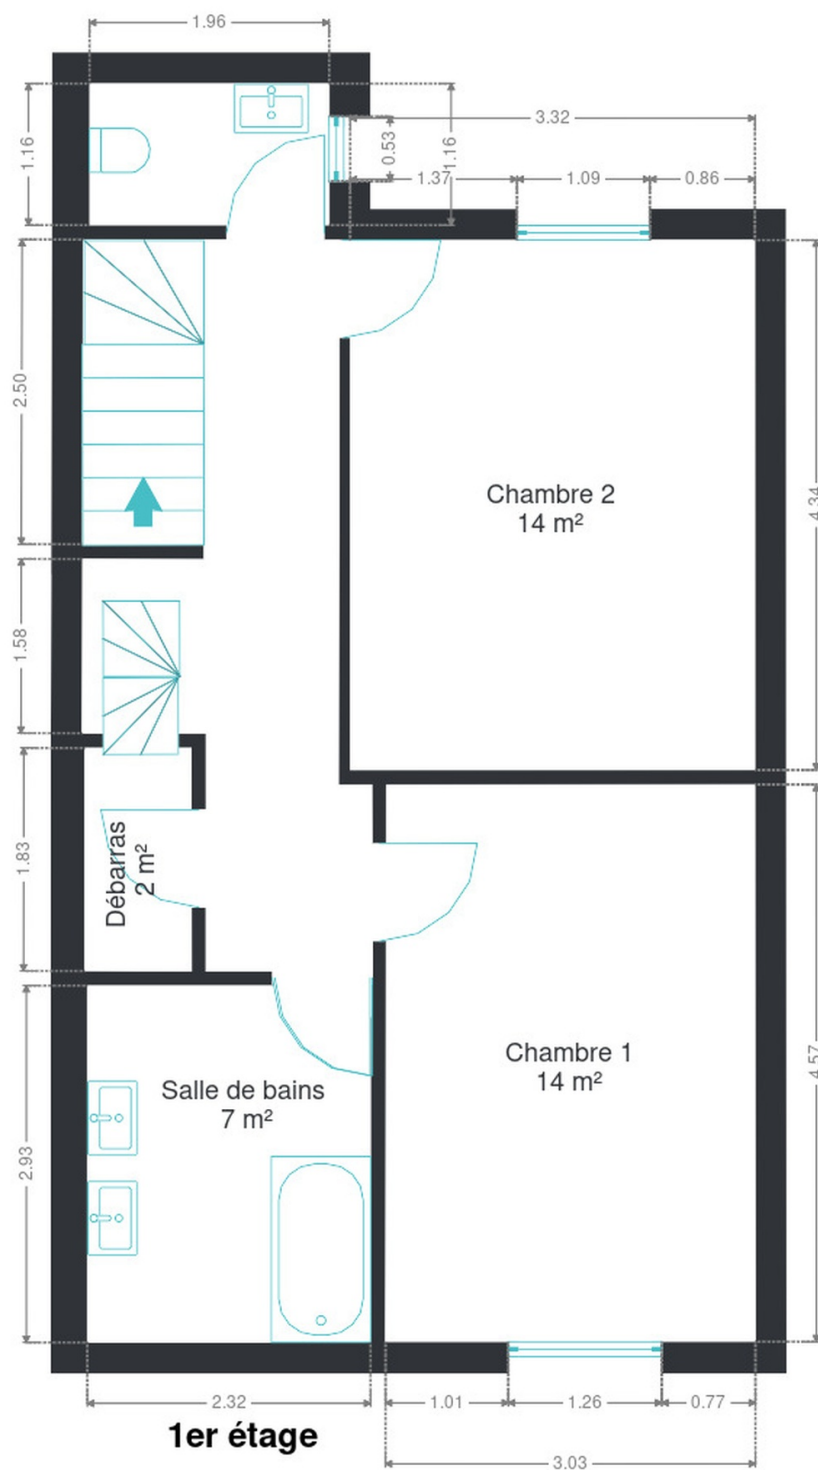 1.96
1.16
0.53
1.16
3.32
1.37
1.09
0.86
2.50
4.34
Chambre 2
14 m²
1.58
1.83
Débarras
2 m²
4.57
Chambre 1
14 m²
Salle de bains
7 m²
2.93
2.32
1.01
1.26
0.77
1er étage
3.03